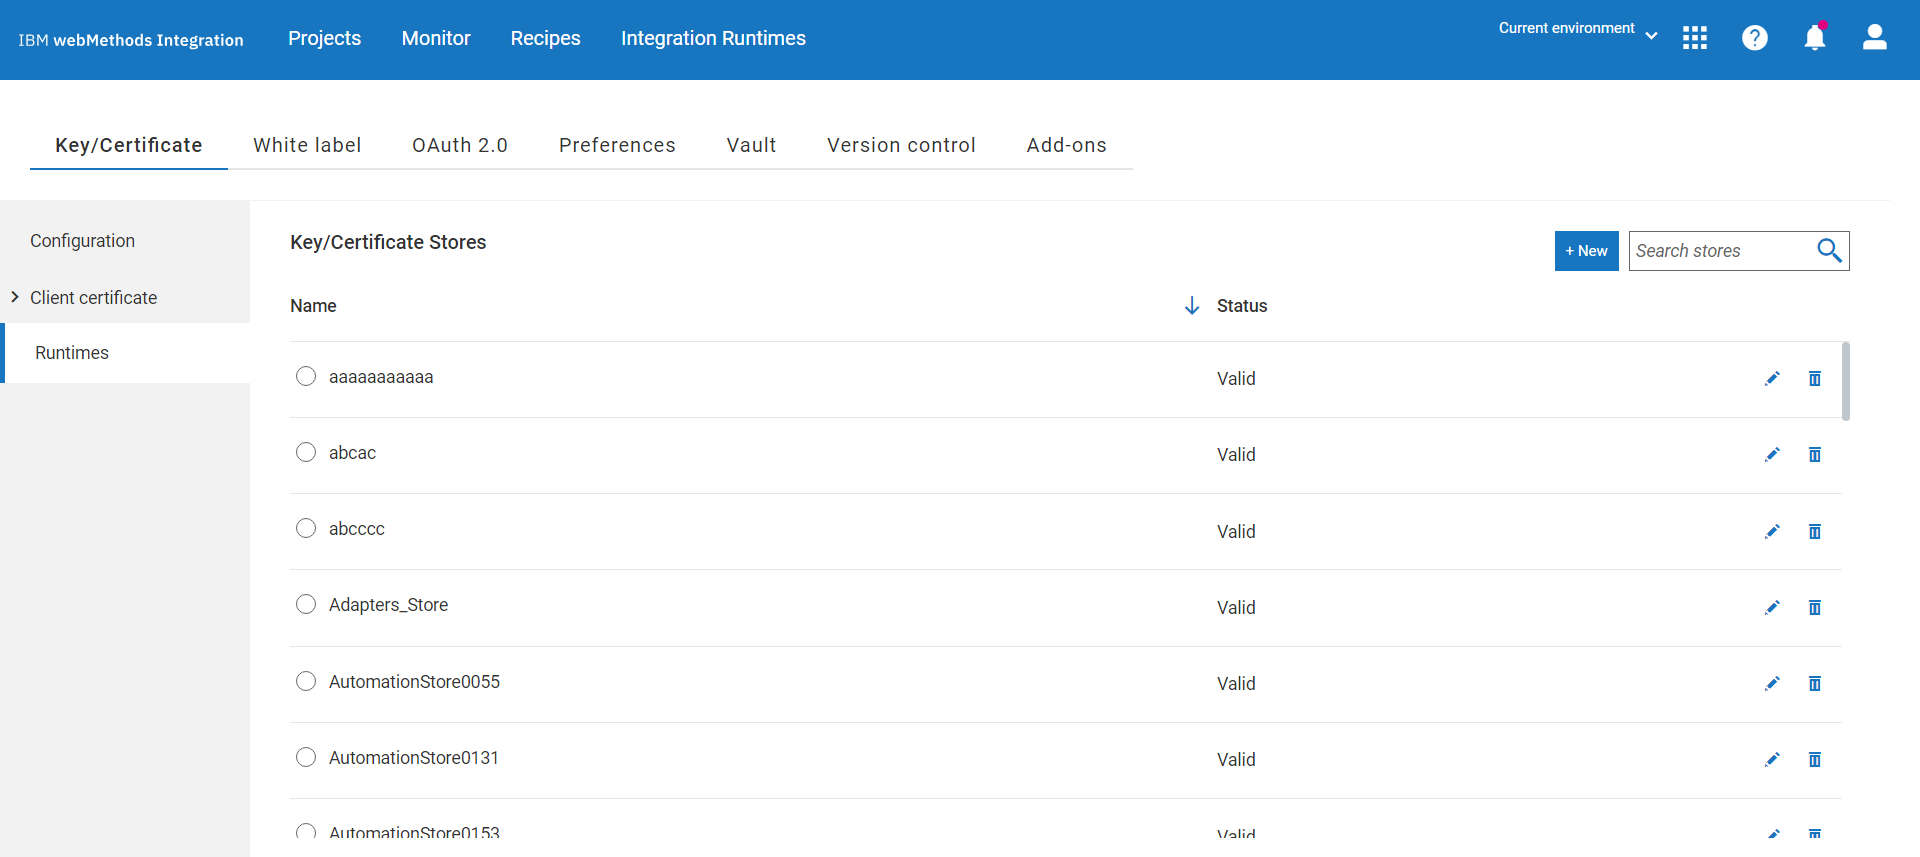 IBM webMethods Integration Projects Monitor Recipes Integration Runtimes Current environment
Key/Certificate White label OAuth 2.0 Preferences Vault Version control Add-ons
Configuration
Client certificate
Runtimes
Key/Certificate Stores
+ New Search stores
Name Status
aaaaaaaaaaa Valid
abcac Valid
abcccc Valid
Adapters_Store Valid
AutomationStore0055 Valid
AutomationStore0131 Valid
AutomationStore0153 Valid